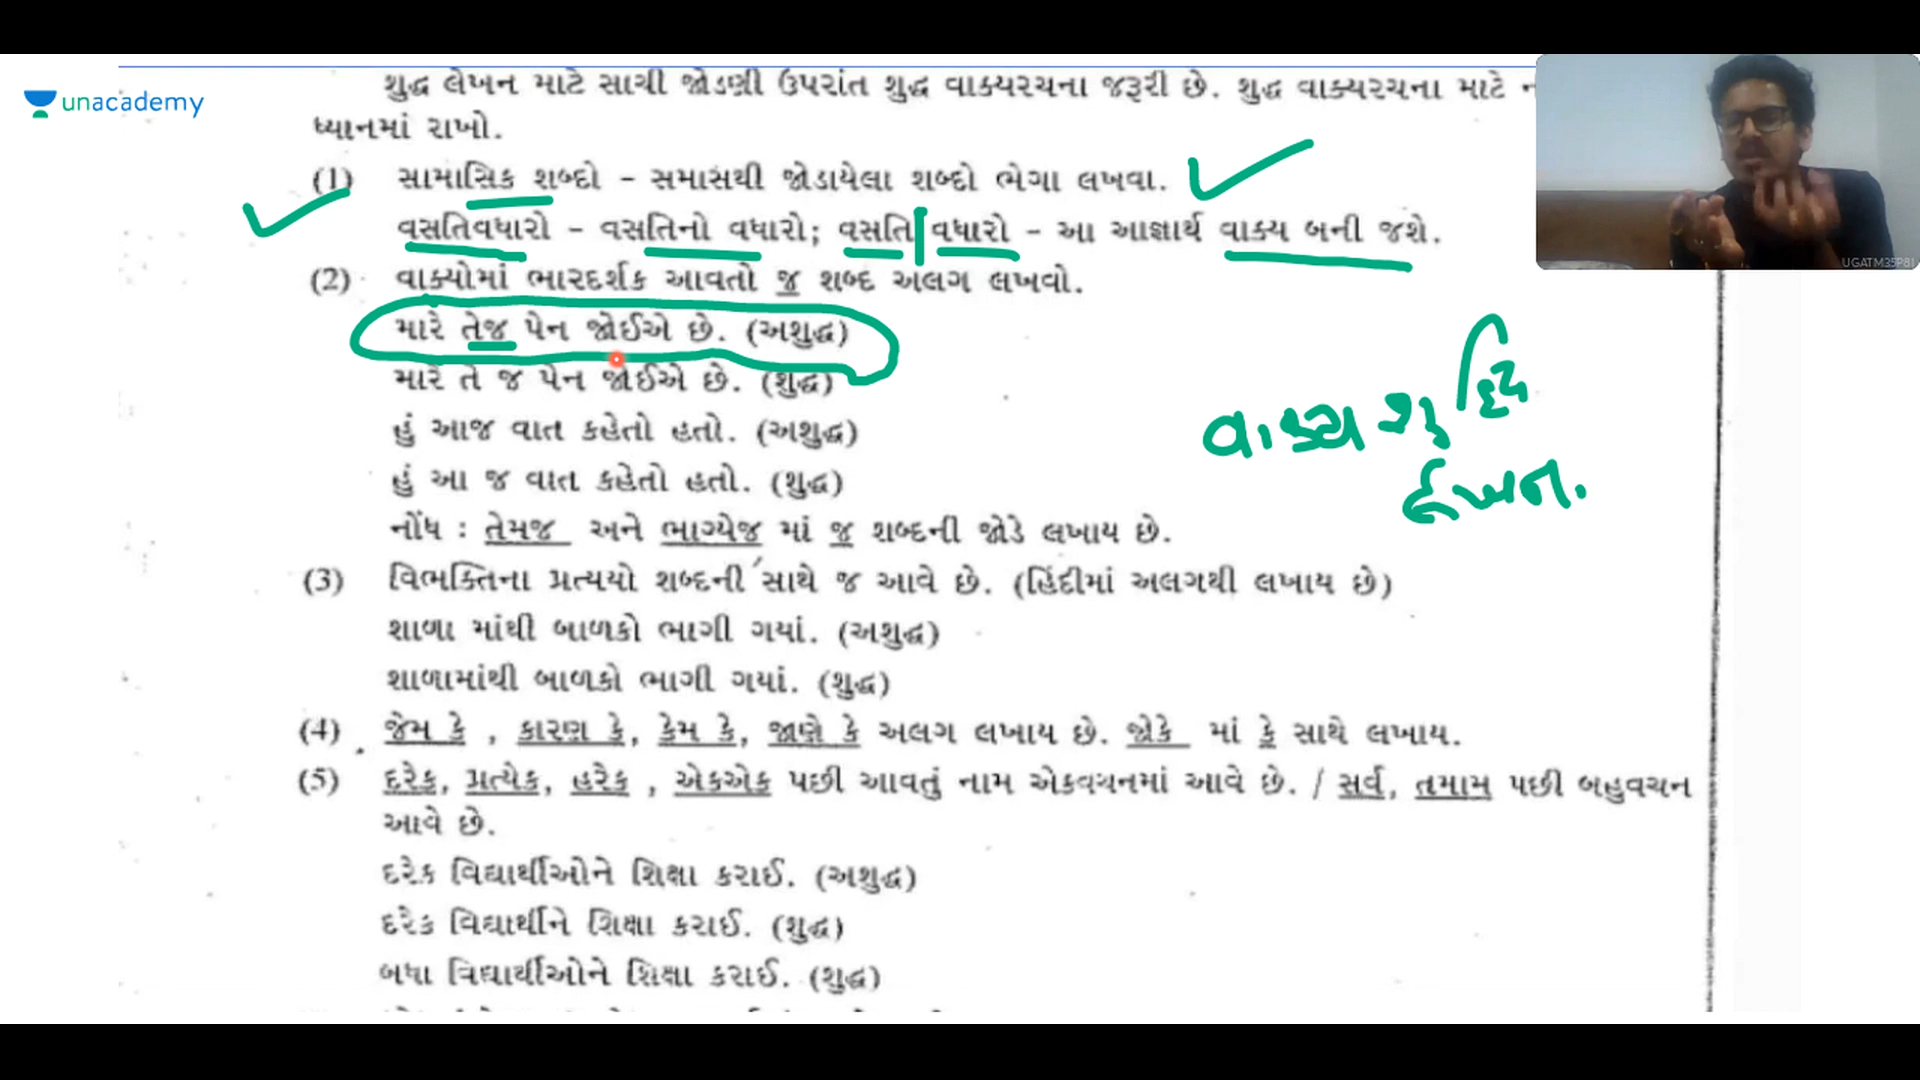 unacademy
શુદ્ધ લેખન માટે સાચી જોડણી ઉપરાંત શુદ્ધ વાક્યરચના જરૂરી છે. શુદ્ધ વાક્યરચના માટે
ધ્યાનમાં રાખો.
(1) સામાસિક શબ્દો - સમાસથી જોડાયેલા શબ્દો ભેગા લખવા.
વસતિવધારો - વસતિનો વધારો; વસતિ વધારો - આ આજ્ઞાર્થ વાક્ય બની જશે.
(2) વાક્યોમાં ભારદર્શક આવતો જ શબ્દ અલગ લખવો.
મારે તેજ પેન જોઈએ છે. (અશુદ્ધ)
મારે તે જ પેન જોઈએ છે. (શુદ્ધ)
હું આજ વાત કહેતો હતો. (અશુદ્ધ)
હું આ જ વાત કહેતો હતો. (શુદ્ધ)
નોંધ : તેમજ અને ભાગ્યેજ માં જ શબ્દની જોડે લખાય છે.
(3) વિભક્તિના પ્રત્યયો શબ્દની સાથે જ આવે છે. (હિંદીમાં અલગથી લખાય છે)
શાળા માંથી બાળકો ભાગી ગયાં. (અશુદ્ધ)
શાળામાંથી બાળકો ભાગી ગયાં. (શુદ્ધ)
(4) જેમ કે , કારણ કે, કેમ કે, જાણે કે અલગ લખાય છે. જોકે માં કે સાથે લખાય.
(5) દરેક, પ્રત્યેક, હરેક , એકએક પછી આવતું નામ એકવચનમાં આવે છે. / સર્વ, તમામ પછી બહુવચન
આવે છે.
દરેક વિદ્યાર્થીઓને શિક્ષા કરાઈ. (અશુદ્ધ)
દરેક વિદ્યાર્થીને શિક્ષા કરાઈ. (શુદ્ધ)
બધા વિદ્યાર્થીઓને શિક્ષા કરાઈ. (શુદ્ધ)
વાક્ય શુદ્ધિ
UGATM35P8I